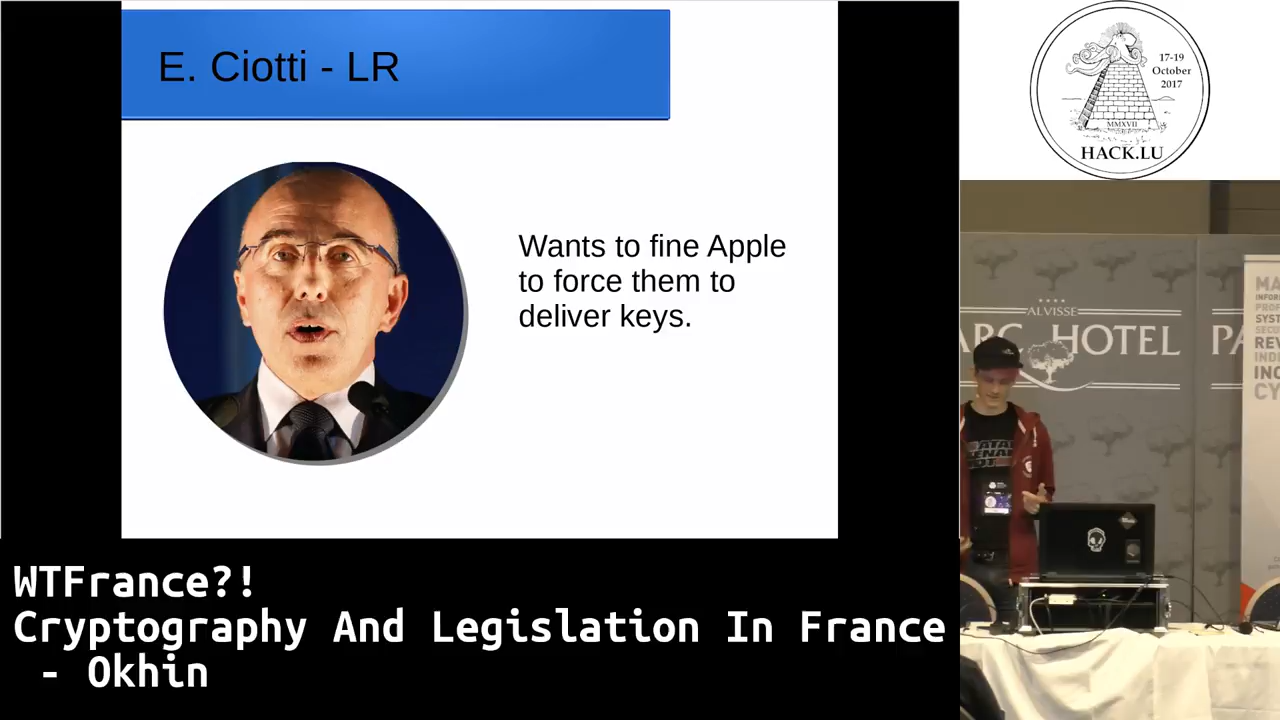 E. Ciotti - LR
Wants to fine Apple
to force them to
deliver keys.
17-19
October
2017
MMXVII
HACK.LU
ALVISSE
PARC HOTEL
WTFrance?!
Cryptography And Legislation In France
- Okhin